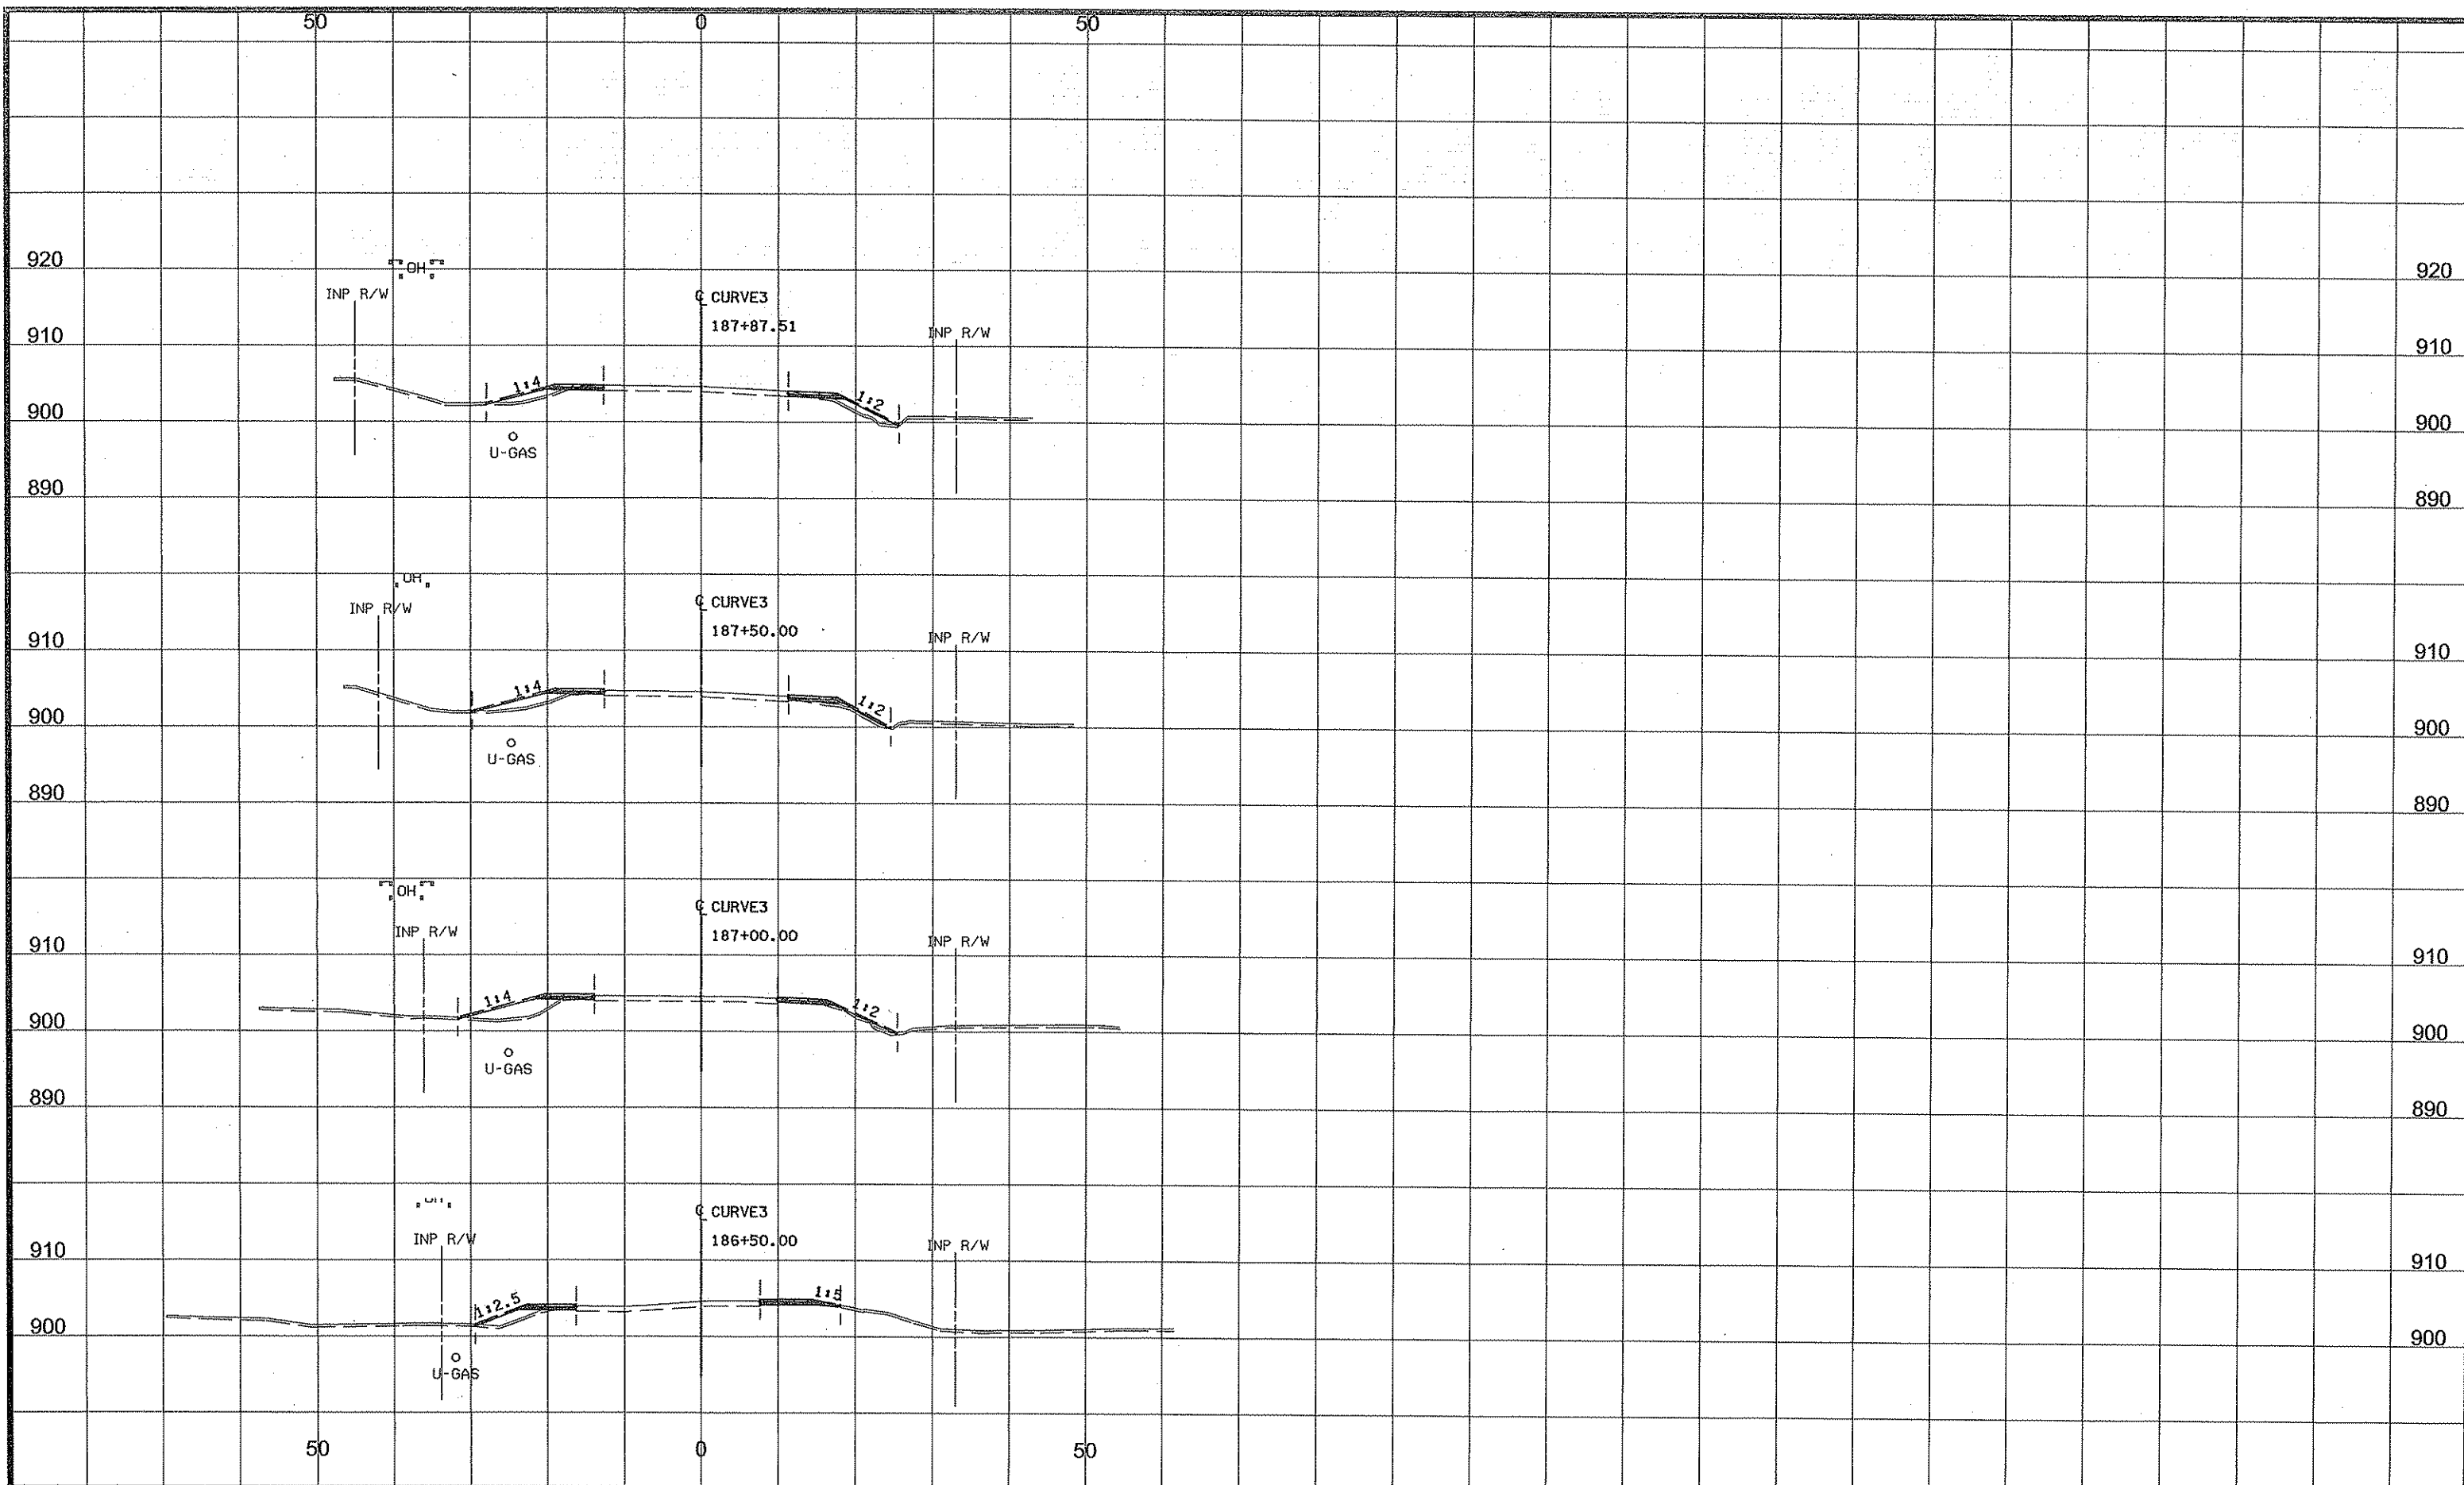 50 0 50
920 OH 920
INP R/W
℄ CURVE3
187+87.51
INP R/W
910 910
1:4 1:2
900 900
U-GAS
890 890
OH
INP R/W
℄ CURVE3
187+50.00
INP R/W
910 910
1:4 1:2
900 900
U-GAS
890 890
OH
INP R/W
℄ CURVE3
187+00.00
INP R/W
910 910
1:4 1:2
900 900
U-GAS
890 890
OH
INP R/W
℄ CURVE3
186+50.00
INP R/W
910 910
1:2.5 1:5
900 900
U-GAS
50 0 50